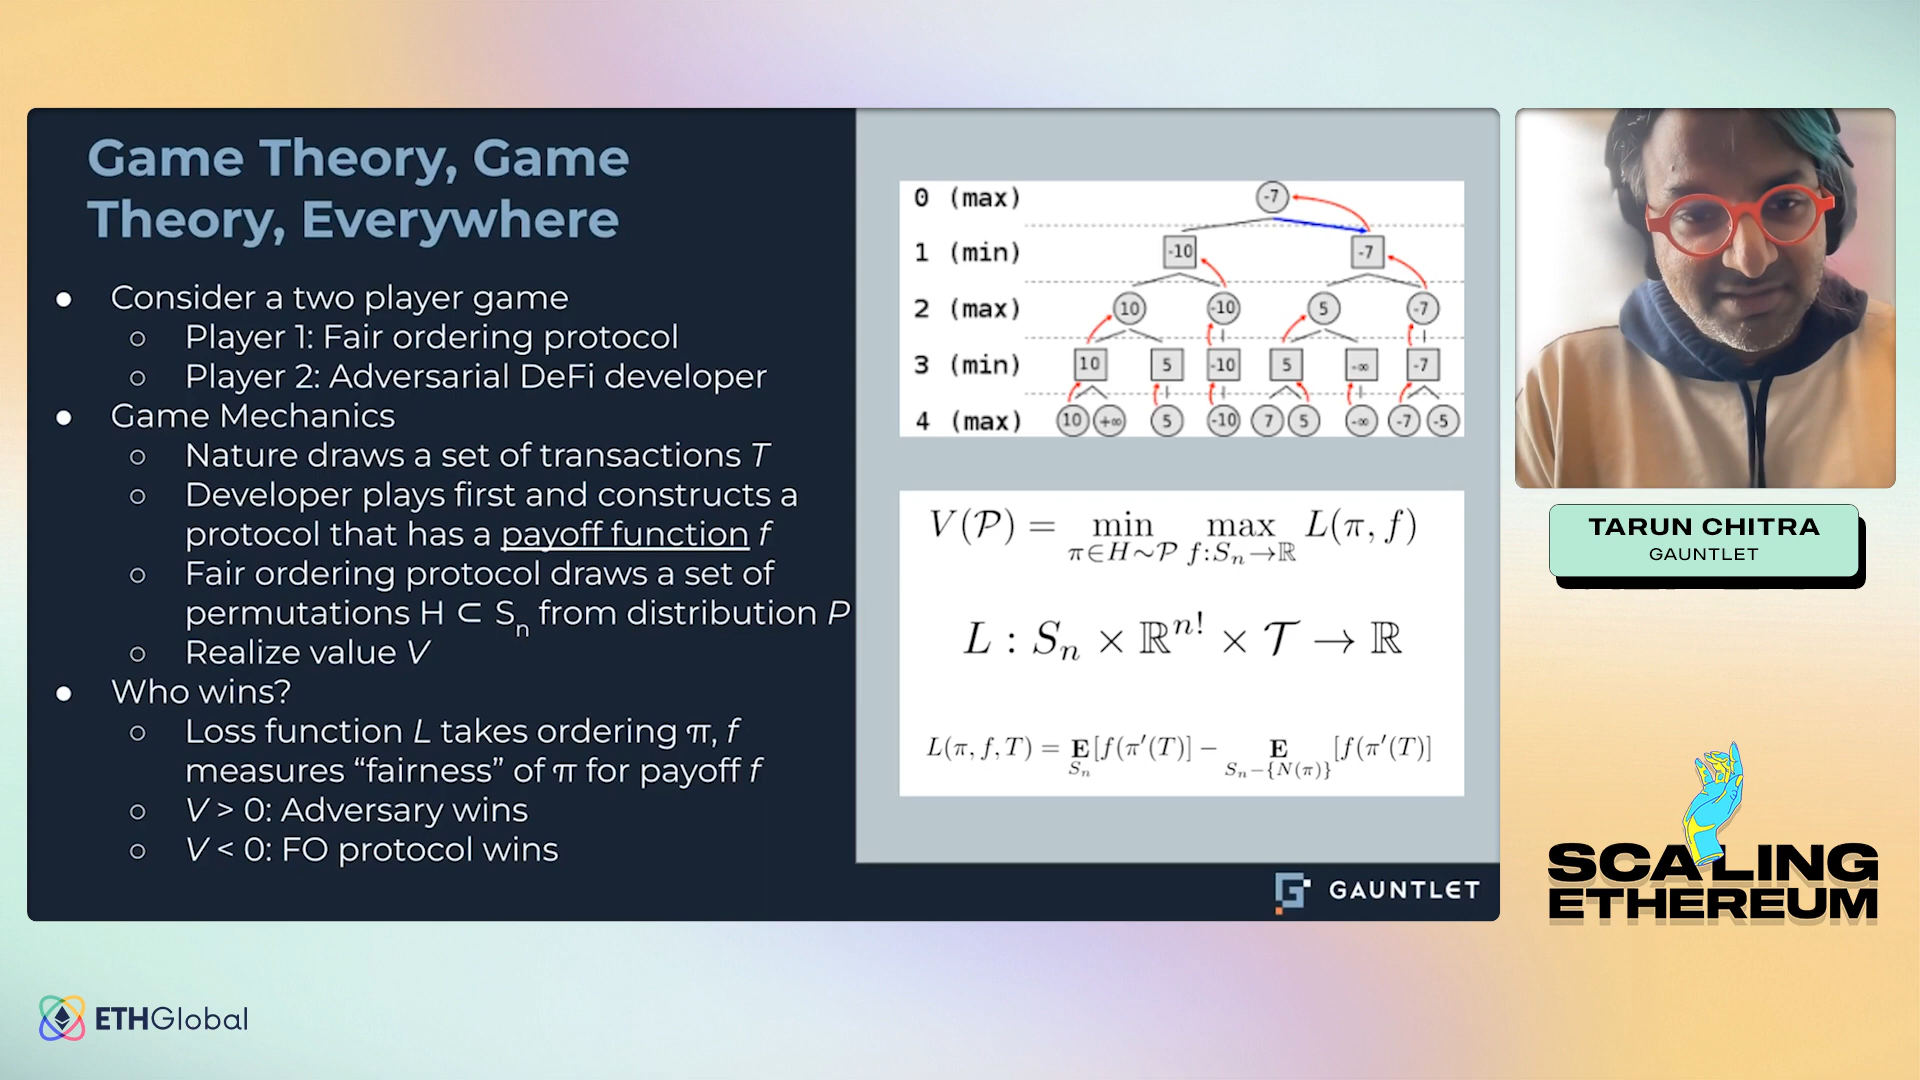 Game Theory, Game
Theory, Everywhere
● Consider a two player game
○ Player 1: Fair ordering protocol
○ Player 2: Adversarial DeFi developer
● Game Mechanics
○ Nature draws a set of transactions T
○ Developer plays first and constructs a
protocol that has a payoff function f
○ Fair ordering protocol draws a set of
permutations H ⊂ Sₙ from distribution P
○ Realize value V
● Who wins?
○ Loss function L takes ordering π, f
measures “fairness” of π for payoff f
○ V > 0: Adversary wins
○ V < 0: FO protocol wins
0 (max) -7
1 (min) -10 -7
2 (max) 10 -10 5 -7
3 (min) 10 5 -10 5 -∞ -7
4 (max) 10 +∞ 5 -10 7 5 -∞ -7 -5
V(𝒫) = min max L(π, f)
π∈H∼𝒫 f:Sₙ→ℝ
L : Sₙ × ℝⁿ! × 𝒯 → ℝ
L(π, f, T) = E[f(π′(T)] − E [f(π′(T)]
Sₙ Sₙ−{N(π)}
GAUNTLET
TARUN CHITRA
GAUNTLET
SCALING
ETHEREUM
ETHGlobal